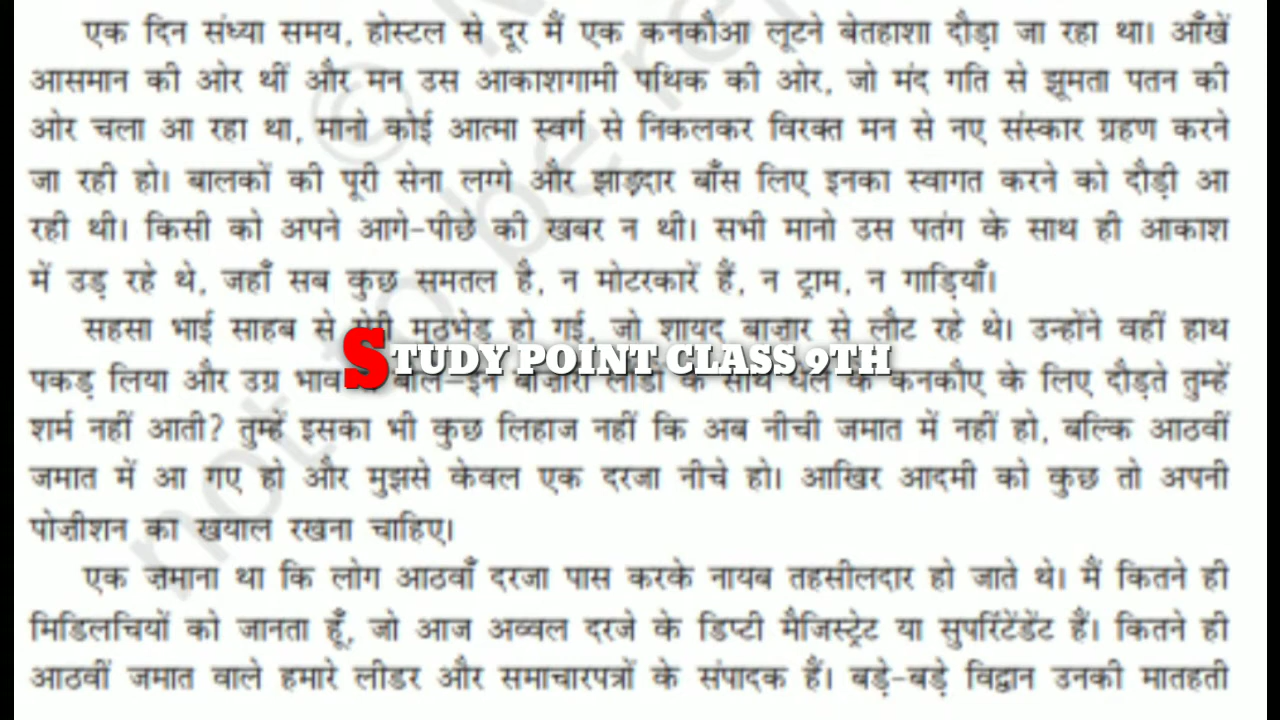 एक दिन संध्या समय, होस्टल से दूर मैं एक कनकौआ लूटने बेतहाशा दौड़ा जा रहा था। आँखें
आसमान की ओर थीं और मन उस आकाशगामी पथिक की ओर, जो मंद गति से झूमता पतन की
ओर चला आ रहा था, मानो कोई आत्मा स्वर्ग से निकलकर विरक्त मन से नए संस्कार ग्रहण करने
जा रही हो। बालकों की पूरी सेना लग्गे और झाड़दार बाँस लिए इनका स्वागत करने को दौड़ी आ
रही थी। किसी को अपने आगे-पीछे की खबर न थी। सभी मानो उस पतंग के साथ ही आकाश
में उड़ रहे थे, जहाँ सब कुछ समतल है, न मोटरकारें हैं, न ट्राम, न गाड़ियाँ।
सहसा भाई साहब से मेरी मुठभेड़ हो गई, जो शायद बाज़ार से लौट रहे थे। उन्होंने वहीं हाथ
STUDY POINT CLASS 9TH
पकड़ लिया और उग्र भाव बोले-इन बाज़ारी लौंडों के साथ धेले के कनकौए के लिए दौड़ते तुम्हें
शर्म नहीं आती? तुम्हें इसका भी कुछ लिहाज नहीं कि अब नीची जमात में नहीं हो, बल्कि आठवीं
जमात में आ गए हो और मुझसे केवल एक दरजा नीचे हो। आखिर आदमी को कुछ तो अपनी
पोज़ीशन का खयाल रखना चाहिए।
एक ज़माना था कि लोग आठवाँ दरजा पास करके नायब तहसीलदार हो जाते थे। मैं कितने ही
मिडिलचियों को जानता हूँ, जो आज अव्वल दरजे के डिप्टी मैजिस्ट्रेट या सुपरिंटेंडेंट हैं। कितने ही
आठवीं जमात वाले हमारे लीडर और समाचारपत्रों के संपादक हैं। बड़े-बड़े विद्वान उनकी मातहती
not to be re